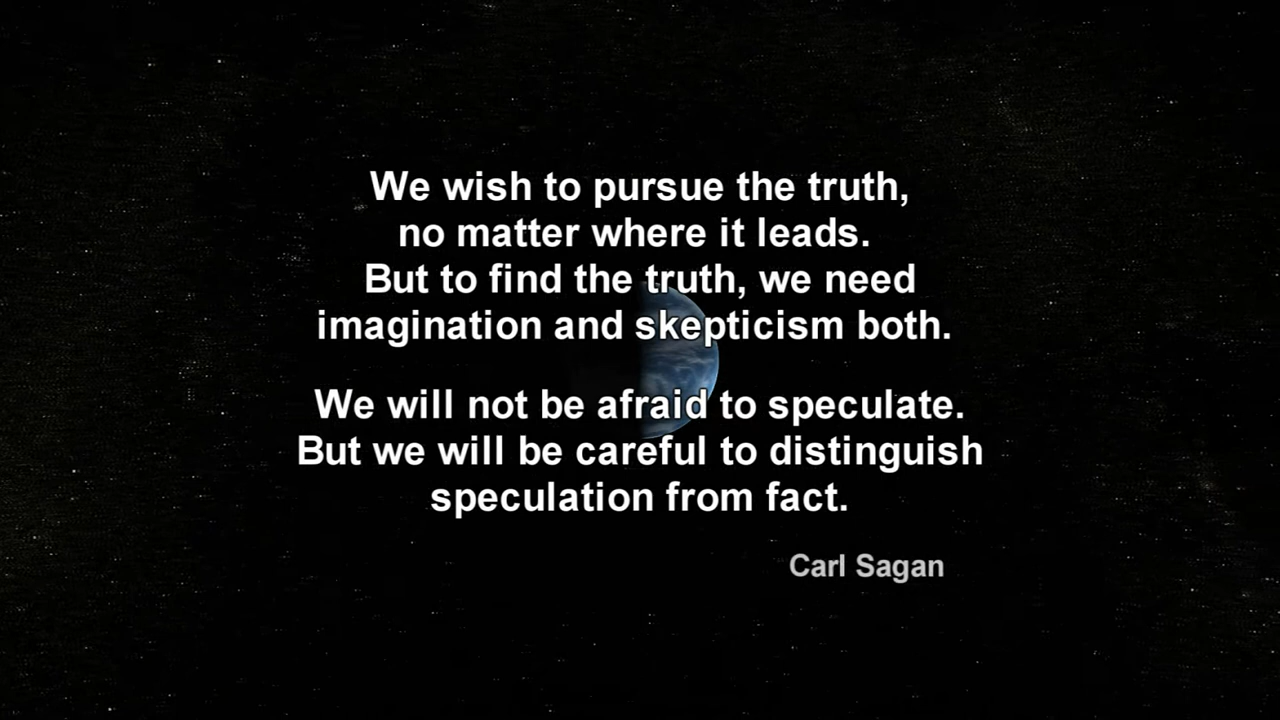 We wish to pursue the truth,
no matter where it leads.
But to find the truth, we need
imagination and skepticism both.
We will not be afraid to speculate.
But we will be careful to distinguish
speculation from fact.
Carl Sagan